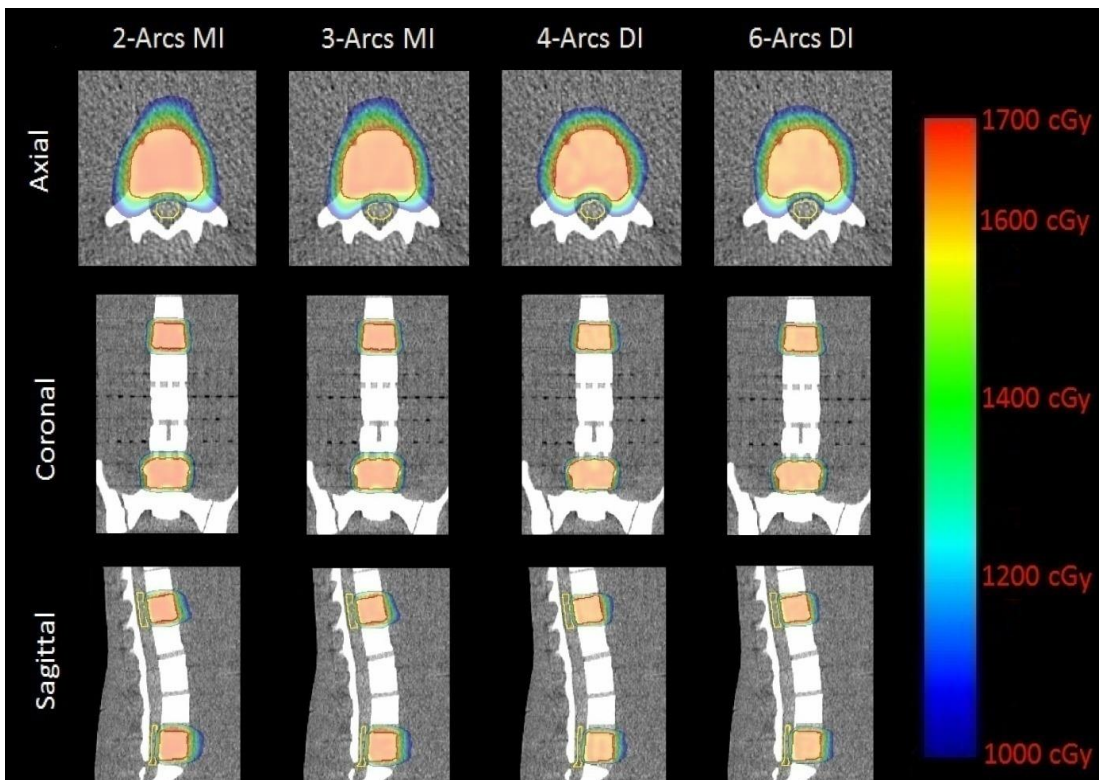 2-Arcs MI
3-Arcs MI
4-Arcs DI
6-Arcs DI
Axial
Coronal
Sagittal
1700 cGy
1600 cGy
1400 cGy
1200 cGy
1000 cGy